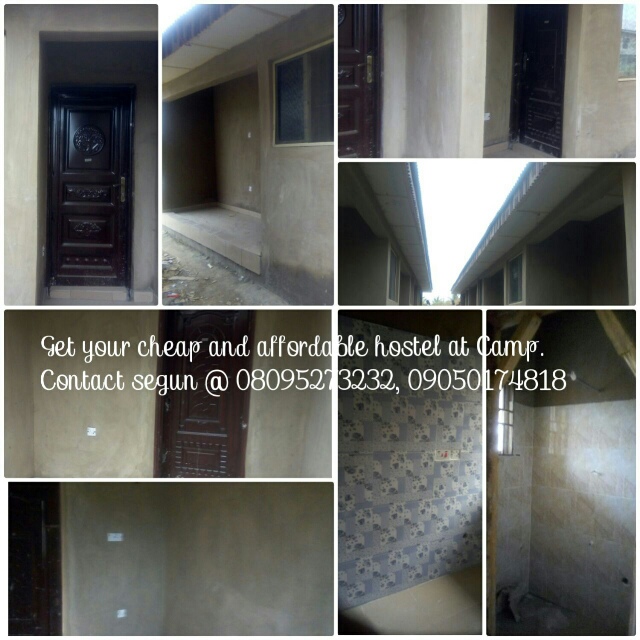 Get your cheap and affordable hostel at Camp.
Contact segun @ 08095273232, 09050174818